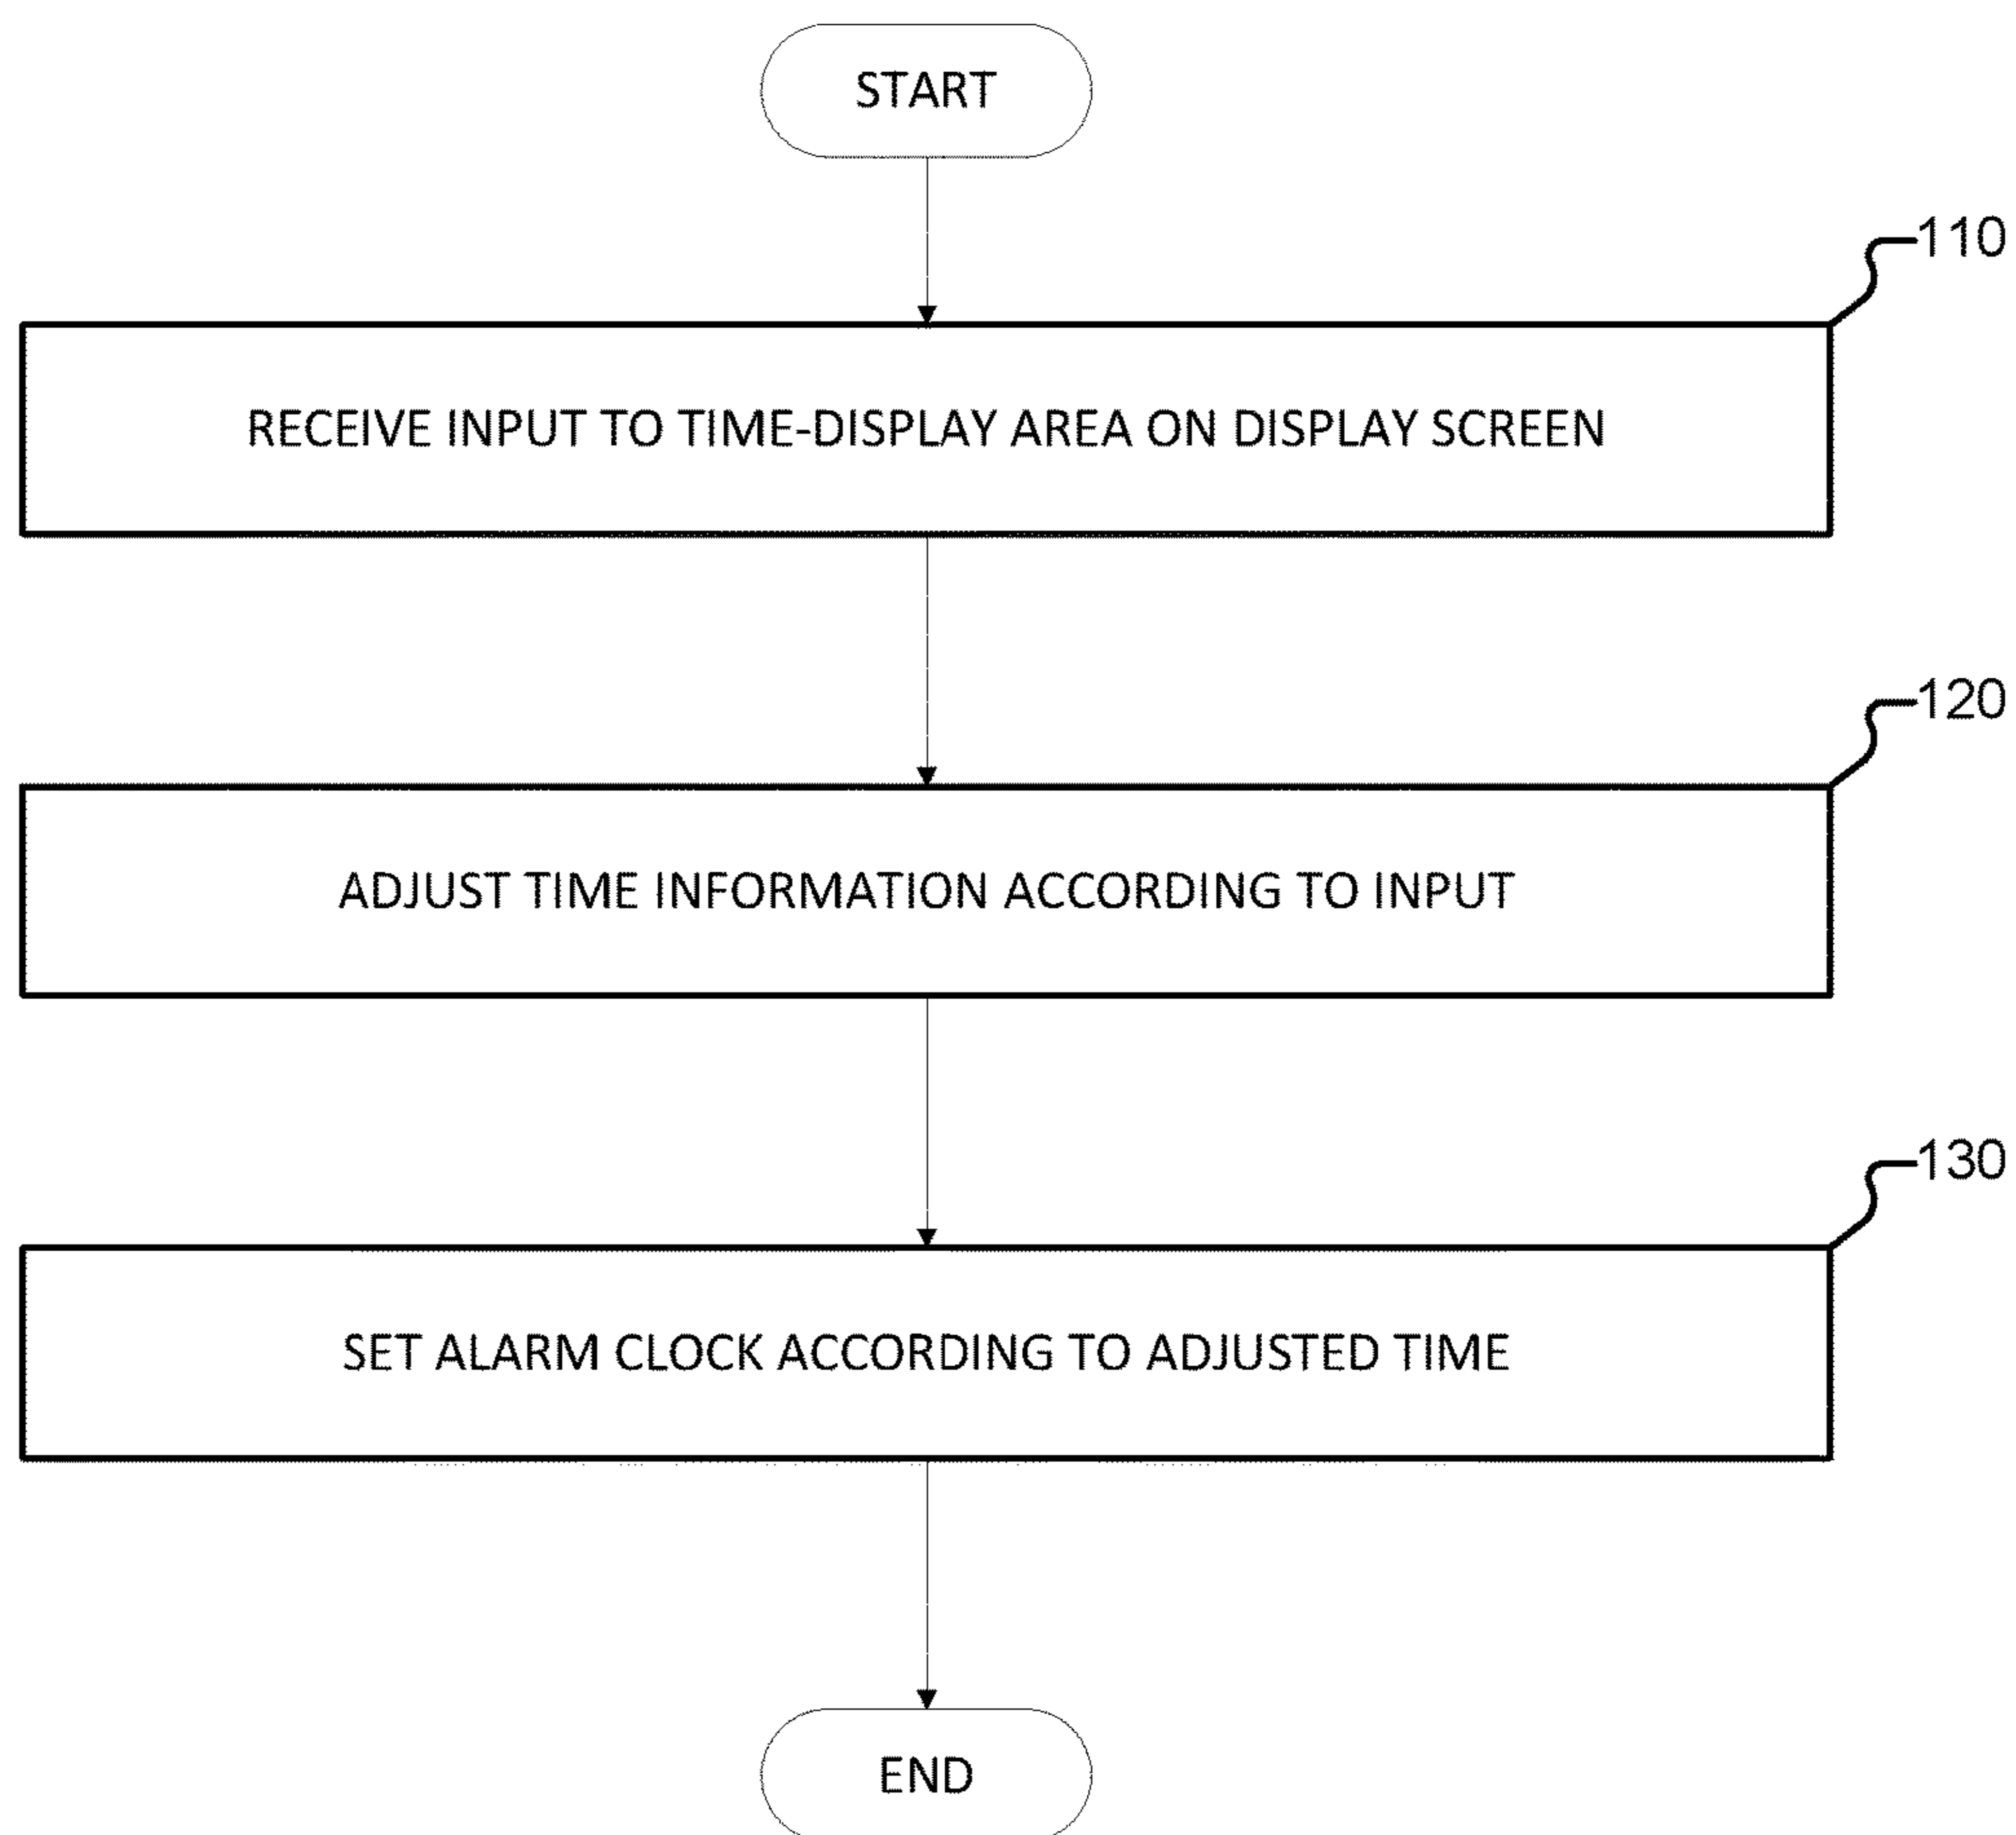 START
110
RECEIVE INPUT TO TIME-DISPLAY AREA ON DISPLAY SCREEN
120
ADJUST TIME INFORMATION ACCORDING TO INPUT
130
SET ALARM CLOCK ACCORDING TO ADJUSTED TIME
END